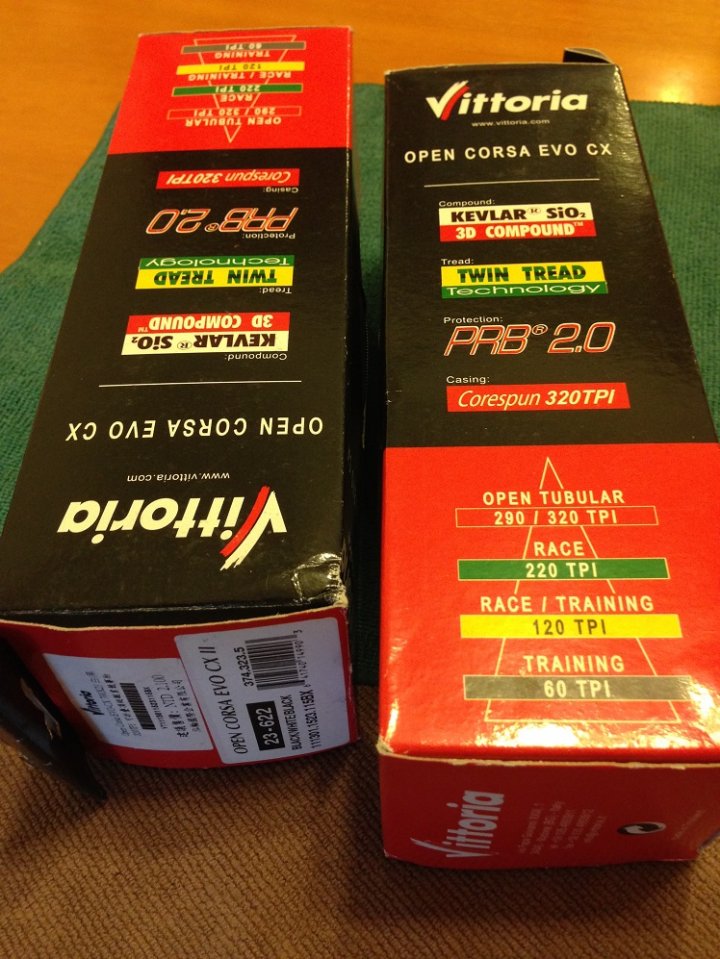 60 TPI
TRAINING
120 TPI
RACE / TRAINING
220 TPI
RACE
290 / 320 TPI
OPEN TUBULAR
Corespun 320TPI
Casing:
PRB® 2.0
Protection:
TWIN TREAD
Technology
Tread:
KEVLAR® SiO₂
3D COMPOUND™
Compound:
OPEN CORSA EVO CX
www.vittoria.com
Vittoria
Vittoria
NTD 2,100
OPEN CORSA EVO CX II
374.323.5
23-622
BLACK/WHITE/BLACK
Vittoria
www.vittoria.com
OPEN CORSA EVO CX
Compound:
KEVLAR® SiO₂
3D COMPOUND™
Tread:
TWIN TREAD
Technology
Protection:
PRB® 2.0
Casing:
Corespun 320TPI
OPEN TUBULAR
290 / 320 TPI
RACE
220 TPI
RACE / TRAINING
120 TPI
TRAINING
60 TPI
Vittoria